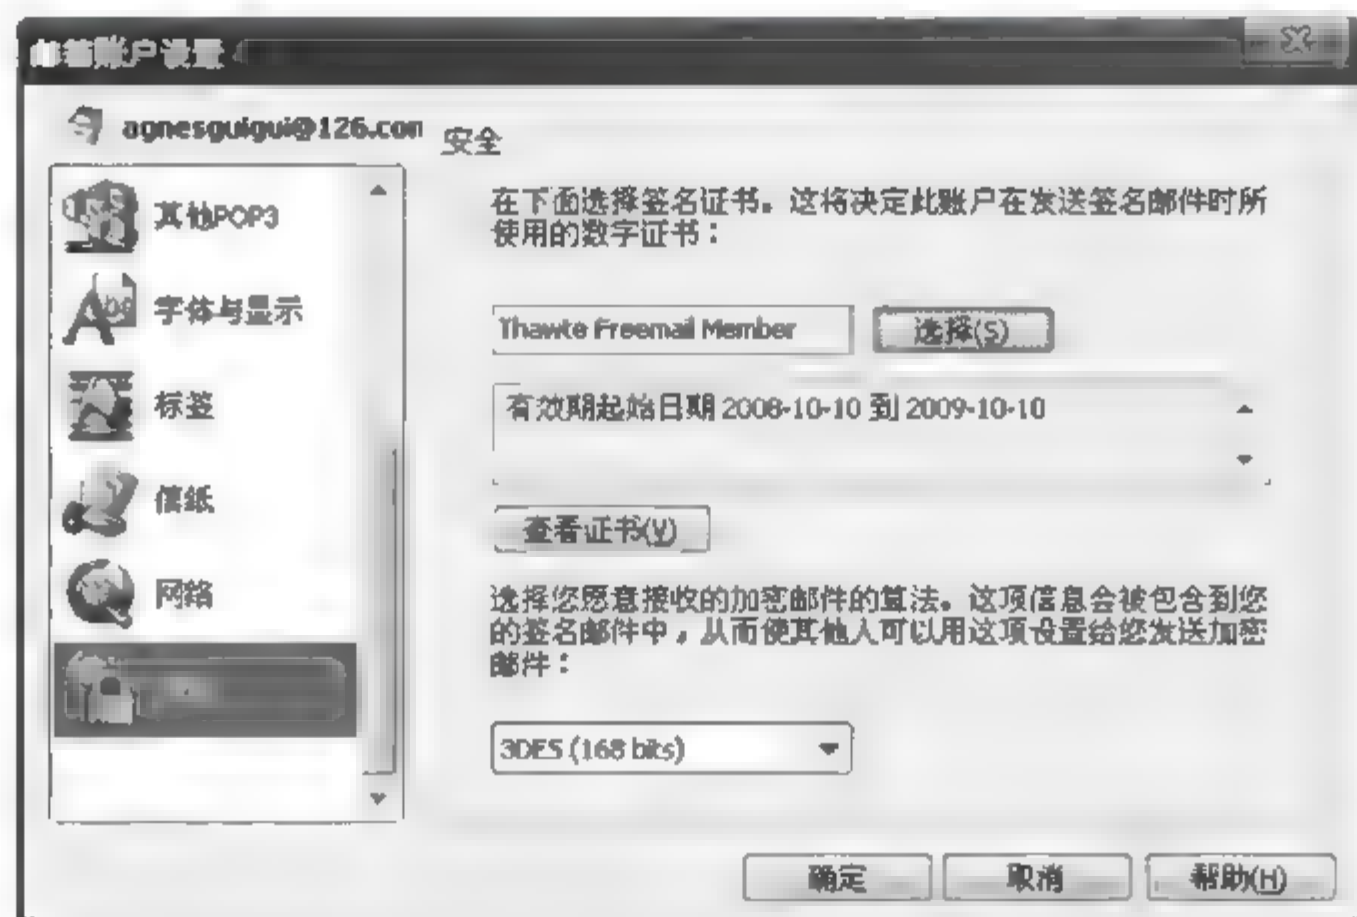 邮箱账户设置
agnesguigui@126.com
安全
其他POP3
字体与显示
标签
信纸
网络
在下面选择签名证书。这将决定此账户在发送签名邮件时所
使用的数字证书：
Thawte Freemail Member
选择(S)
有效期起始日期 2008-10-10 到 2009-10-10
查看证书(V)
选择您愿意接收的加密邮件的算法。这项信息会被包含到您
的签名邮件中，从而使其他人可以用这项设置给您发送加密
邮件：
3DES (168 bits)
确定
取消
帮助(H)